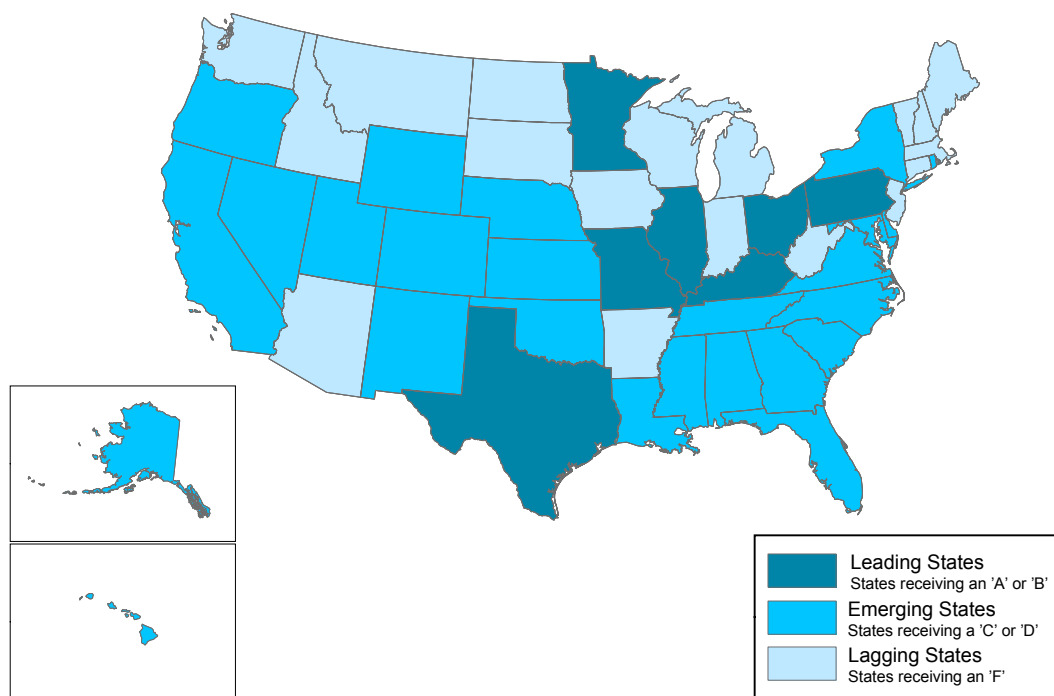 Leading States
States receiving an ’A’ or ’B’
Emerging States
States receiving a ’C’ or ’D’
Lagging States
States receiving an ’F’